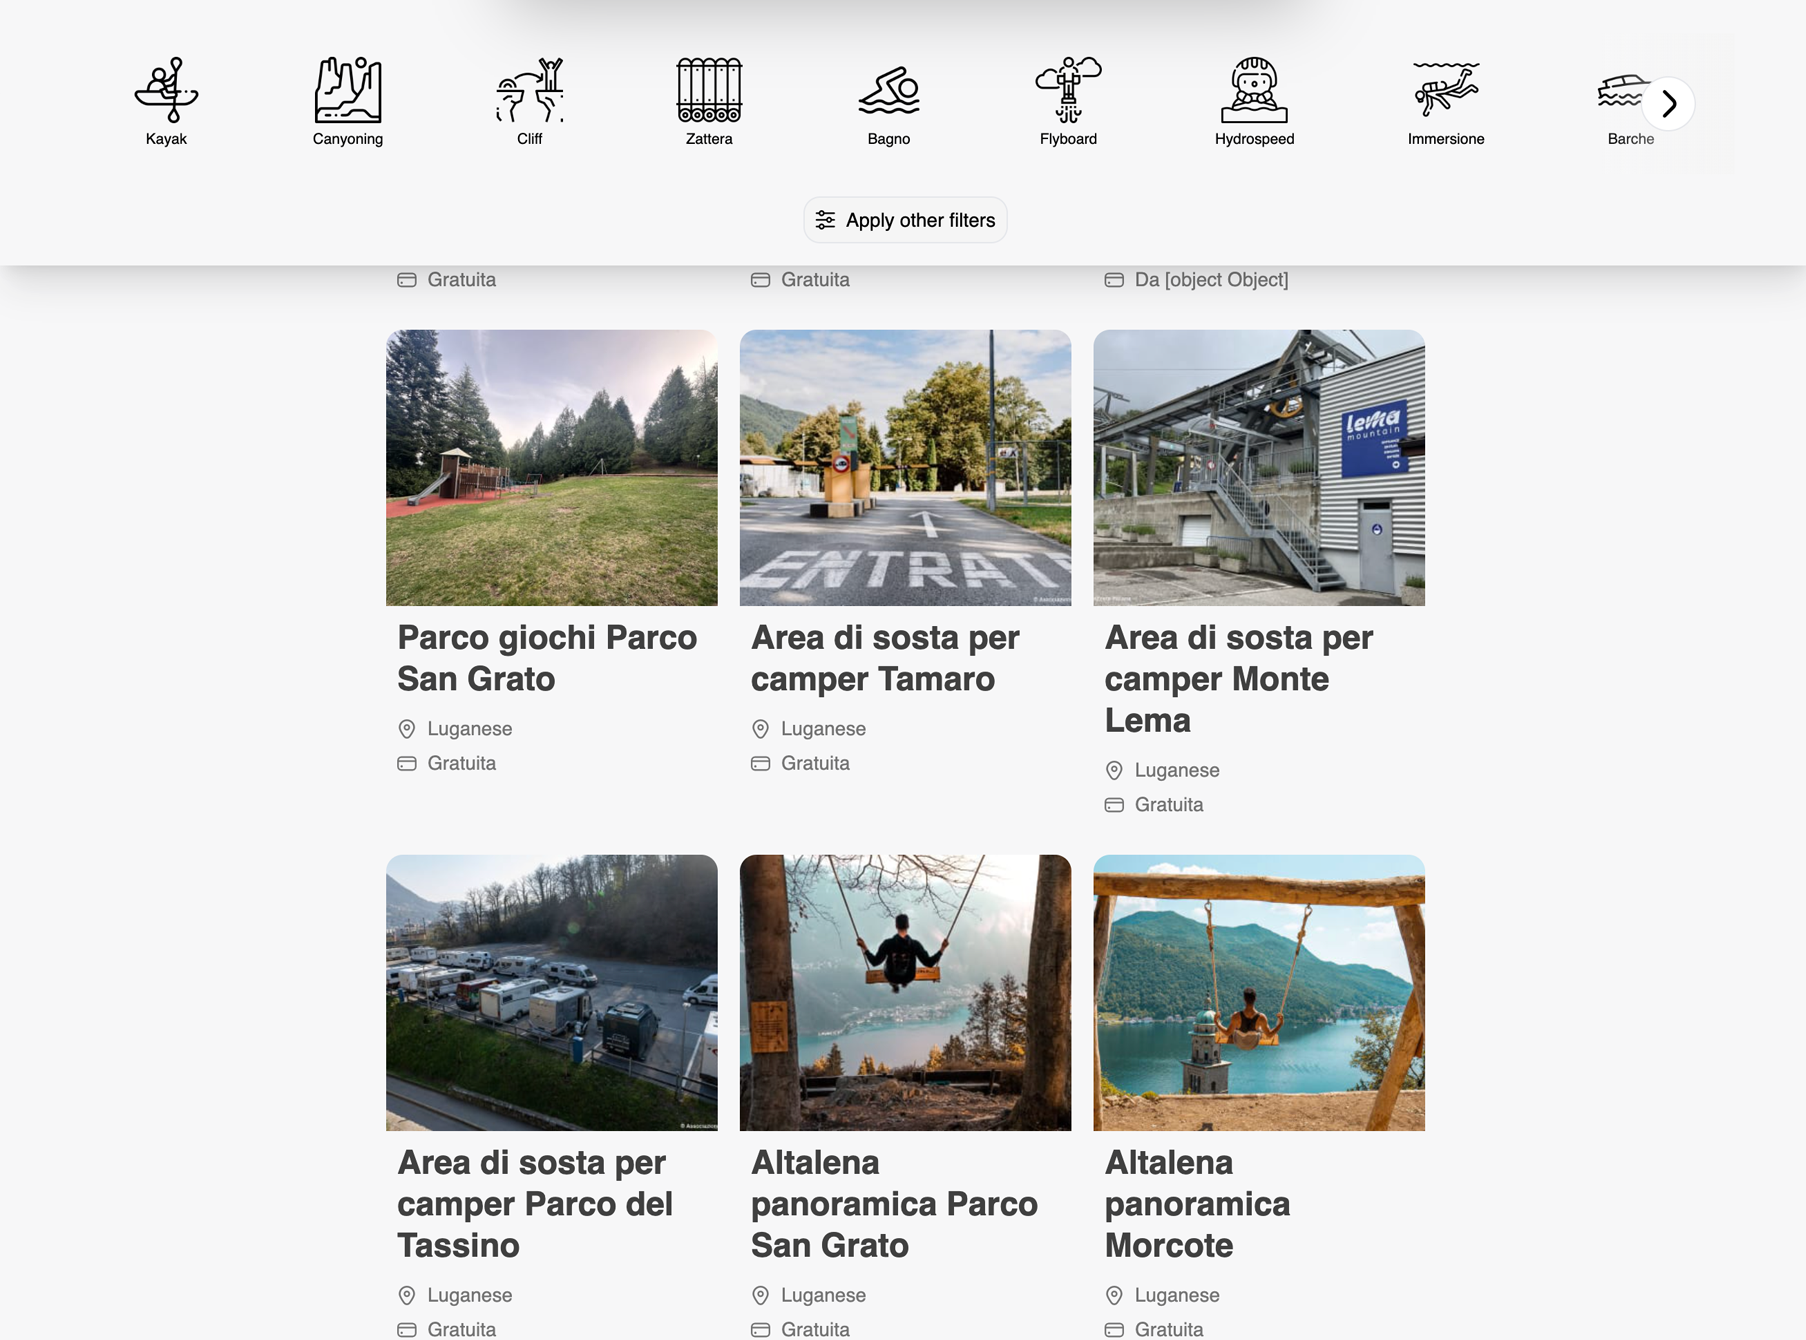 Kayak
Canyoning
Cliff
Zattera
Bagno
Flyboard
Hydrospeed
Immersione
Barche
Apply other filters
Gratuita
Gratuita
Da [object Object]
ENTRAT
lema
mountain
Parco giochi Parco
San Grato
Luganese
Gratuita
Area di sosta per
camper Tamaro
Luganese
Gratuita
Area di sosta per
camper Monte
Lema
Luganese
Gratuita
© Associazion
Area di sosta per
camper Parco del
Tassino
Luganese
Gratuita
Altalena
panoramica Parco
San Grato
Luganese
Gratuita
Altalena
panoramica
Morcote
Luganese
Gratuita